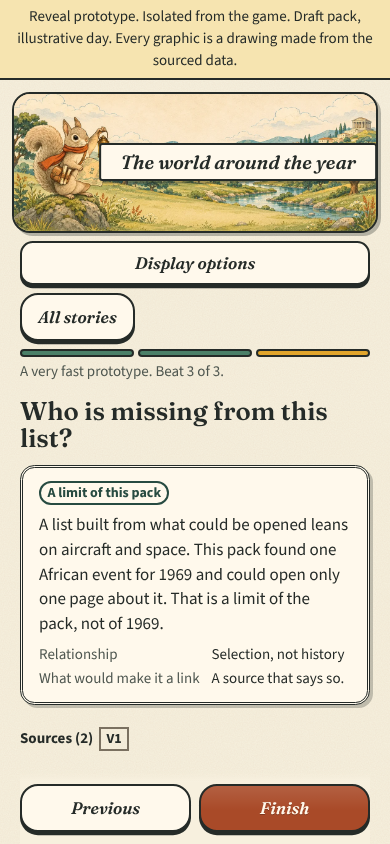 Reveal prototype. Isolated from the game. Draft pack,
illustrative day. Every graphic is a drawing made from the
sourced data.
The world around the year
Display options
All stories
A very fast prototype. Beat 3 of 3.
Who is missing from this
list?
A limit of this pack
A list built from what could be opened leans
on aircraft and space. This pack found one
African event for 1969 and could open only
one page about it. That is a limit of the
pack, not of 1969.
Relationship Selection, not history
What would make it a link A source that says so.
Sources (2) V1
Previous Finish